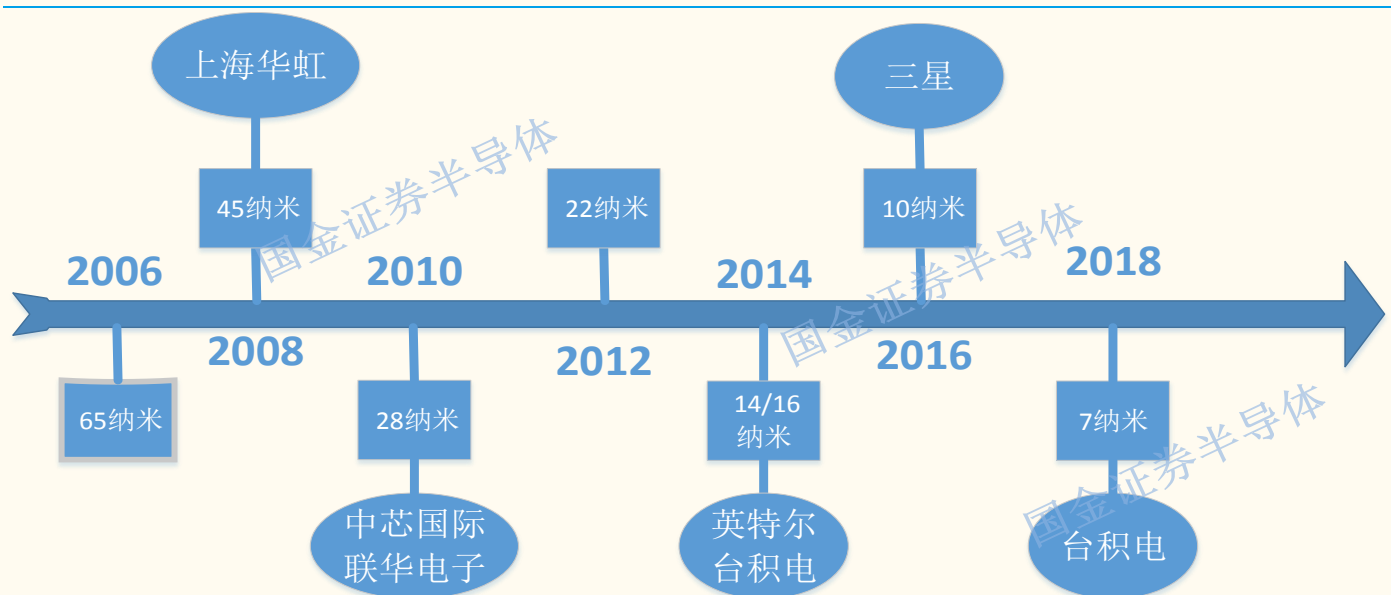 上海华虹
三星
45纳米
22纳米
10纳米
2006
2010
2014
2018
2008
2012
2016
65纳米
28纳米
14/16
纳米
7纳米
中芯国际
联华电子
英特尔
台积电
台积电
国金证券半导体
国金证券半导体
国金证券半导体